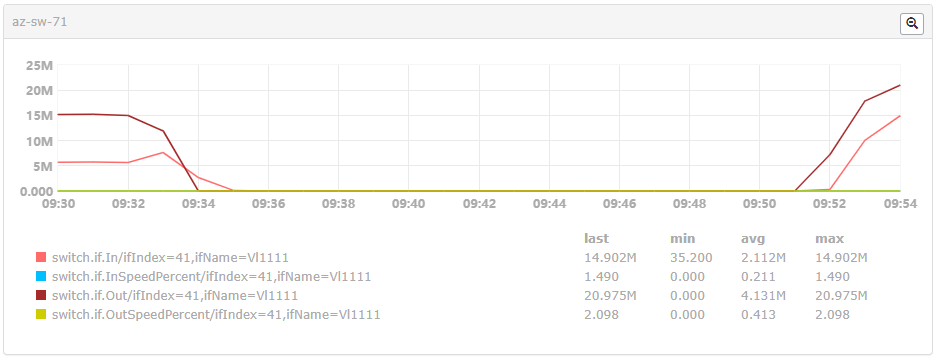 az-sw-71
25M
20M
15M
10M
5M
0.000
09:30 09:32 09:34 09:36 09:38 09:40 09:42 09:44 09:46 09:48 09:50 09:52 09:54
last min avg max
switch.if.In/ifIndex=41,ifName=Vl1111 14.902M 35.200 2.112M 14.902M
switch.if.InSpeedPercent/ifIndex=41,ifName=Vl1111 1.490 0.000 0.211 1.490
switch.if.Out/ifIndex=41,ifName=Vl1111 20.975M 0.000 4.131M 20.975M
switch.if.OutSpeedPercent/ifIndex=41,ifName=Vl1111 2.098 0.000 0.413 2.098